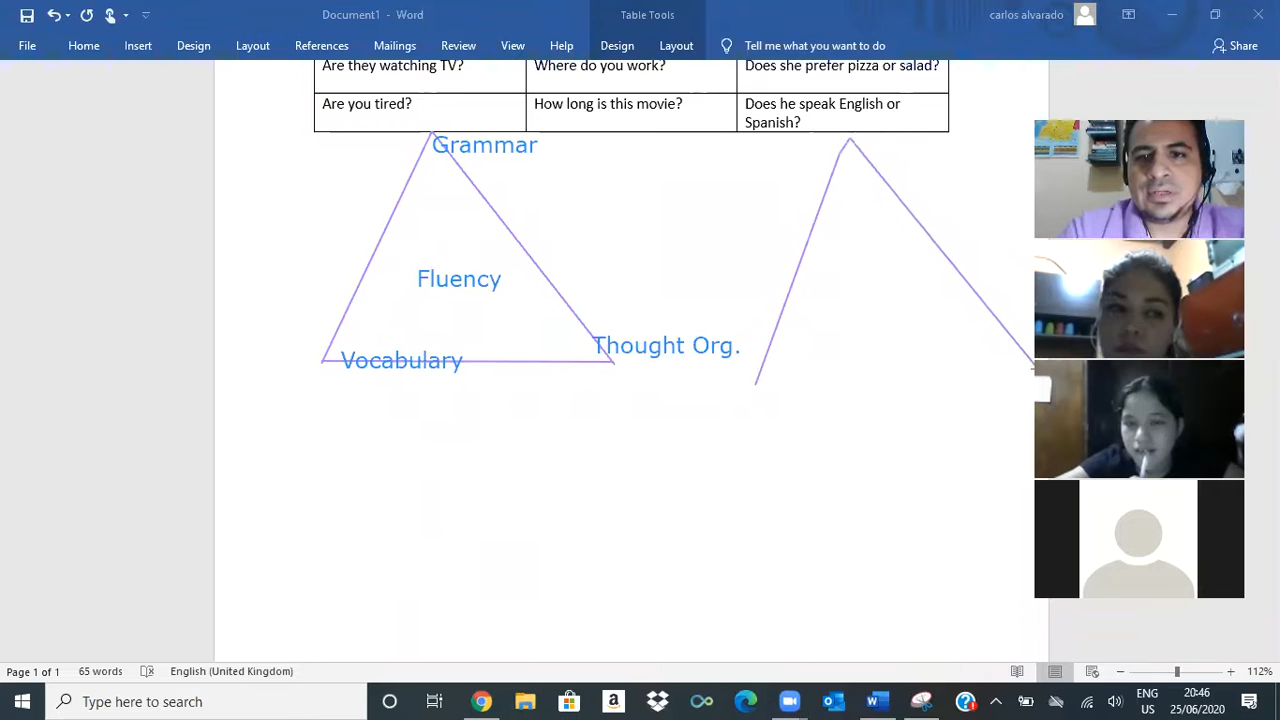 Document1 - Word
Table Tools
carlos alvarado
File Home Insert Design Layout References Mailings Review View Help Design Layout Tell me what you want to do Share
Are they watching TV? Where do you work? Does she prefer pizza or salad?
Are you tired? How long is this movie? Does he speak English or
Spanish?
Grammar
Fluency
Thought Org.
Vocabulary
Page 1 of 1 65 words English (United Kingdom) 112%
Type here to search
ENG 20:46
US 25/06/2020